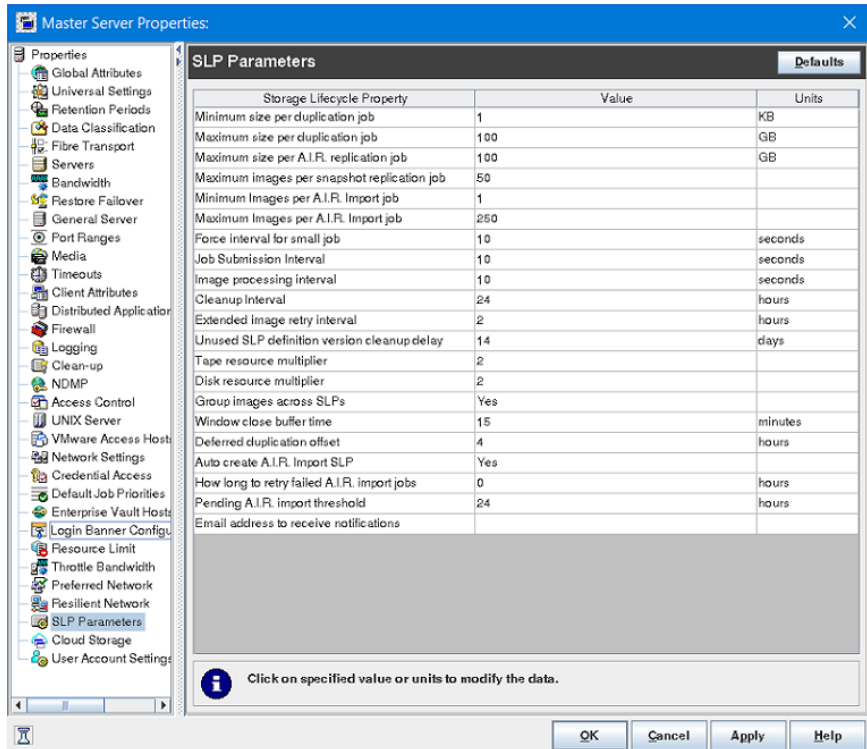 Master Server Properties:
Properties
Global Attributes
Universal Settings
Retention Periods
Data Classification
Fibre Transport
Servers
Bandwidth
Restore Failover
General Server
Port Ranges
Media
Timeouts
Client Attributes
Distributed Application
Firewall
Logging
Clean-up
NDMP
Access Control
UNIX Server
VMware Access Hosts
Network Settings
Credential Access
Default Job Priorities
Enterprise Vault Hosts
Login Banner Configu
Resource Limit
Throttle Bandwidth
Preferred Network
Resilient Network
SLP Parameters
Cloud Storage
User Account Settings
SLP Parameters
Defaults
Storage Lifecycle Property Value Units
Minimum size per duplication job 1 KB
Maximum size per duplication job 100 GB
Maximum size per A.I.R. replication job 100 GB
Maximum images per snapshot replication job 50
Minimum Images per A.I.R. Import job 1
Maximum Images per A.I.R. Import job 250
Force interval for small job 10 seconds
Job Submission Interval 10 seconds
Image processing interval 10 seconds
Cleanup Interval 24 hours
Extended image retry interval 2 hours
Unused SLP definition version cleanup delay 14 days
Tape resource multiplier 2
Disk resource multiplier 2
Group images across SLPs Yes
Window close buffer time 15 minutes
Deferred duplication offset 4 hours
Auto create A.I.R. Import SLP Yes
How long to retry failed A.I.R. import jobs 0 hours
Pending A.I.R. import threshold 24 hours
Email address to receive notifications
Click on specified value or units to modify the data.
OK Cancel Apply Help